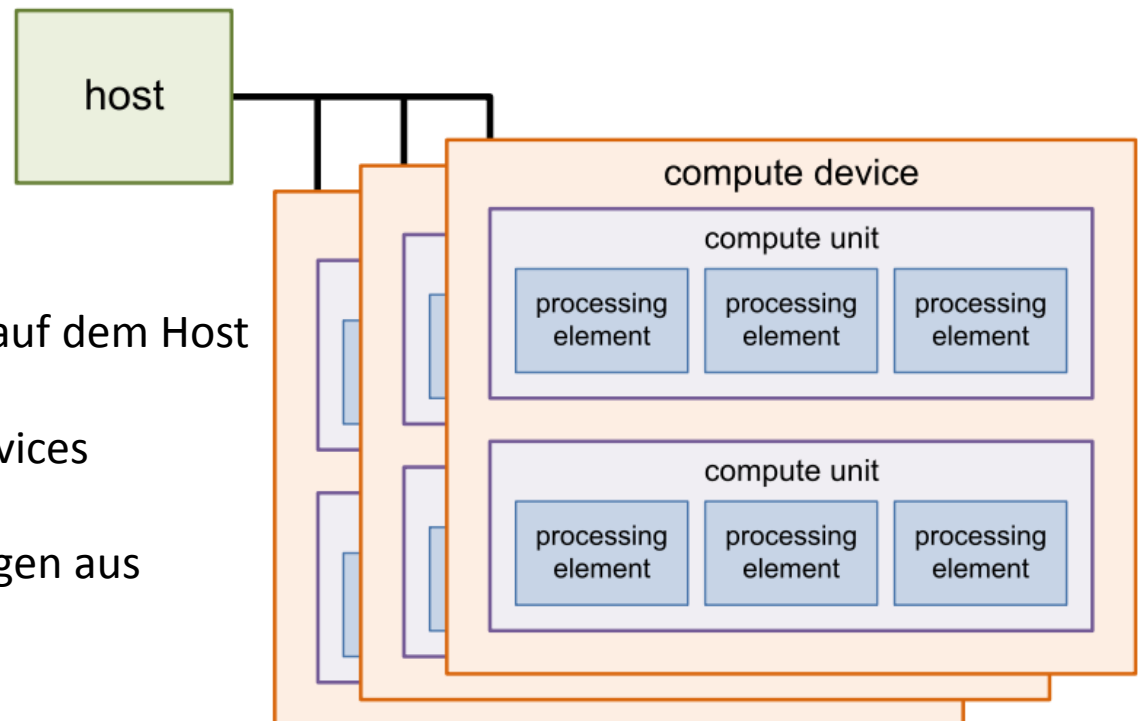 host
compute device
compute unit
processing
element
processing
element
processing
element
auf dem Host
vices
compute unit
gen aus
processing
element
processing
element
processing
element